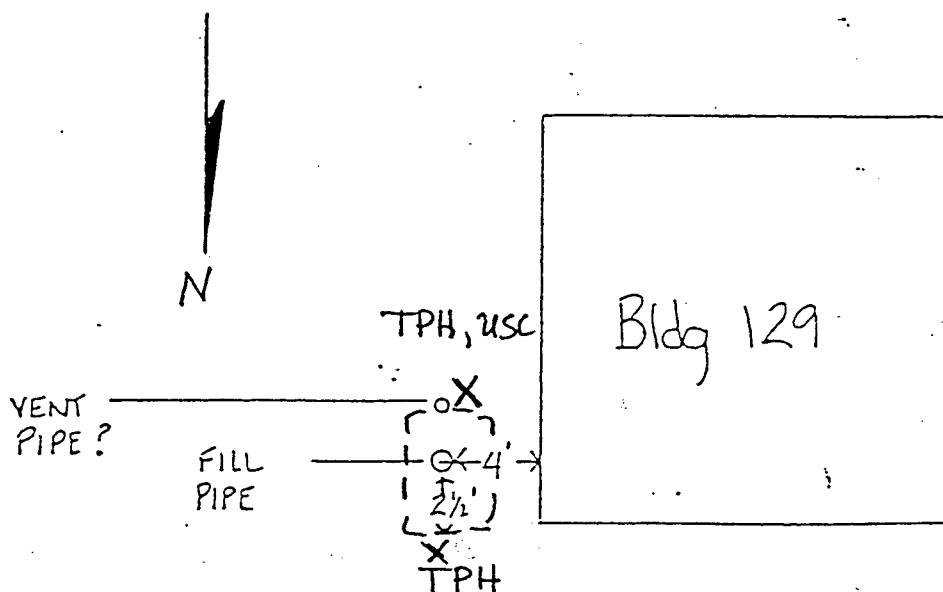 N
TPH, USC
Bldg 129
VENT
PIPE?
X
FILL
PIPE
4'
2½'
X
TPH